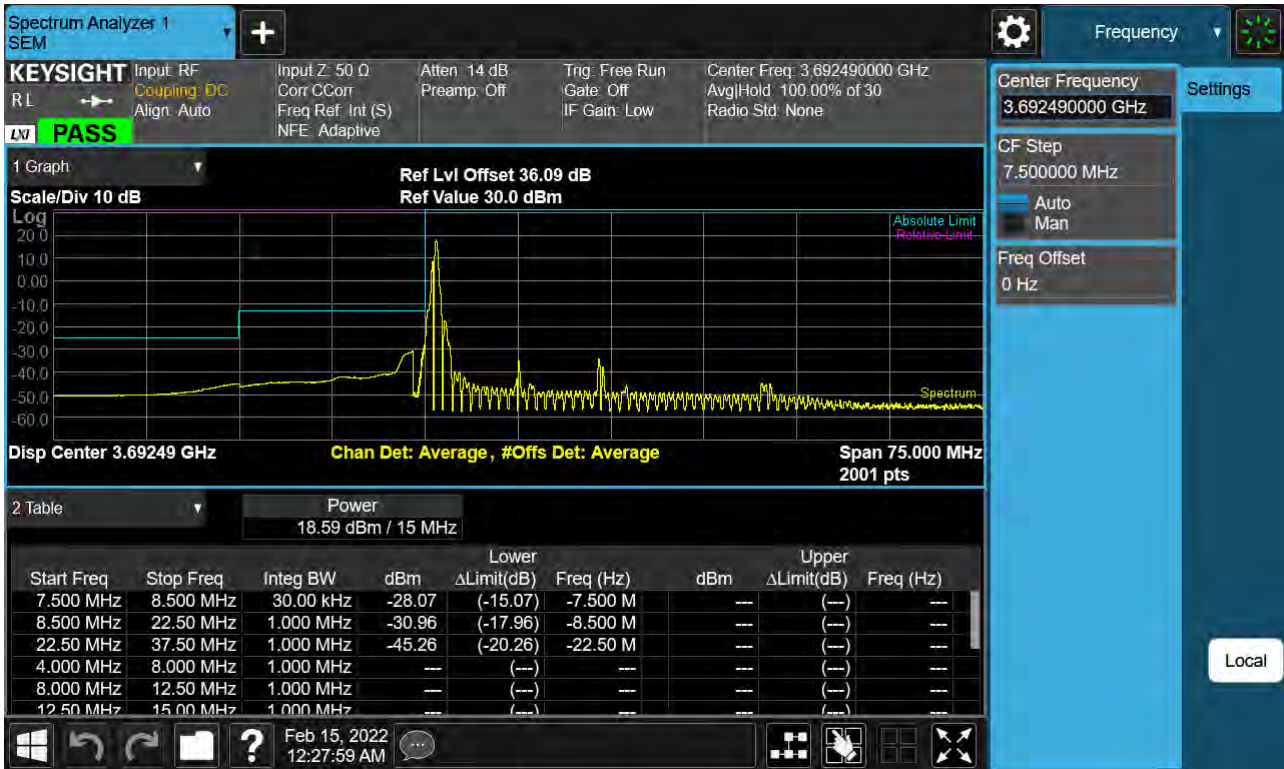 Spectrum Analyzer 1
SEM
Frequency
KEYSIGHT
R L
LXI
PASS
Input: RF
Coupling: DC
Align: Auto
Input Z: 50 Ω
Corr CCorr
Freq Ref: Int (S)
NFE: Adaptive
Atten: 14 dB
Preamp: Off
Trig: Free Run
Gate: Off
IF Gain: Low
Center Freq: 3.692490000 GHz
Avg|Hold: 100.00% of 30
Radio Std: None
Center Frequency
3.692490000 GHz
Settings
CF Step
7.500000 MHz
Auto
Man
Freq Offset
0 Hz
Local
1 Graph
Ref Lvl Offset 36.09 dB
Scale/Div 10 dB
Ref Value 30.0 dBm
Log
Absolute Limit
Relative Limit
20.0
10.0
0.00
-10.0
-20.0
-30.0
-40.0
-50.0
-60.0
Spectrum
Disp Center 3.69249 GHz
Chan Det: Average, #Offs Det: Average
Span 75.000 MHz
2001 pts
2 Table
Power
18.59 dBm / 15 MHz
Lower Upper
Start Freq Stop Freq Integ BW dBm ΔLimit(dB) Freq (Hz) dBm ΔLimit(dB) Freq (Hz)
7.500 MHz 8.500 MHz 30.00 kHz -28.07 (-15.07) -7.500 M --- (---) ---
8.500 MHz 22.50 MHz 1.000 MHz -30.96 (-17.96) -8.500 M --- (---) ---
22.50 MHz 37.50 MHz 1.000 MHz -45.26 (-20.26) -22.50 M --- (---) ---
4.000 MHz 8.000 MHz 1.000 MHz --- (---) --- --- (---) ---
8.000 MHz 12.50 MHz 1.000 MHz --- (---) --- --- (---) ---
12.50 MHz 15.00 MHz 1.000 MHz --- (---) --- --- (---) ---
?
Feb 15, 2022
12:27:59 AM